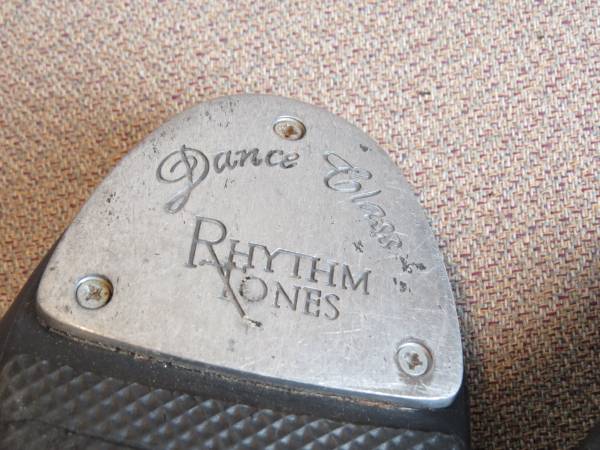 Dance Class
RHYTHM
TONES